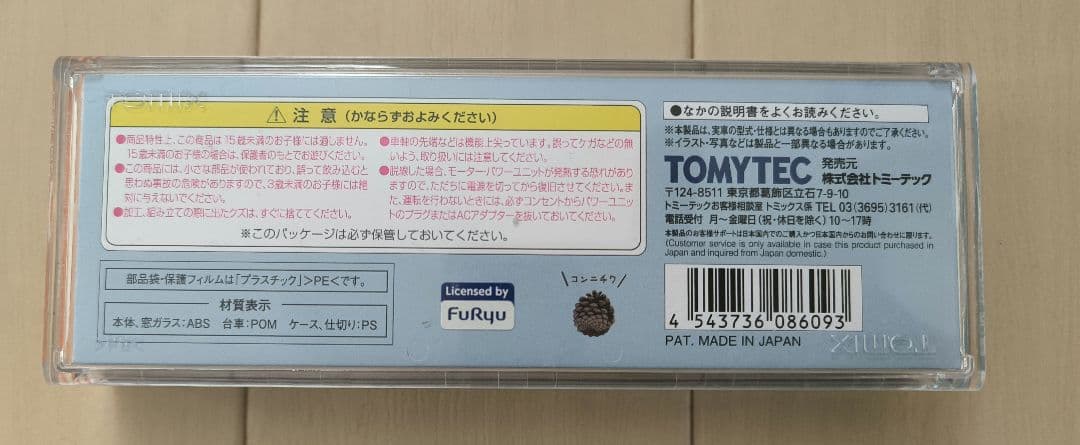 TOMIX
⚠ 注 意 (かならずおよみください)
●商品特性上、この商品は15歳未満のお子様には適しません。
15歳未満のお子様の場合は、保護者のもとでお遊びください。
●この商品には、小さな部品が使われており、誤って飲み込むと
思わぬ事故の危険がありますので、3歳未満のお子様には絶
対に与えないでください。
●加工、組み立ての際に出たクズは、すぐに捨ててください。
●車輌の先端などは機能上尖っています。誤ってケガなどの無
いよう、取り扱いには注意してください。
●脱線した場合、モーターパワーユニットが発熱する恐れがあり
ますので、ただちに電源を切ってから復旧させてください。ま
た、運転を行わないときには、必ずコンセントからパワーユニッ
トのプラグまたはACアダプターを抜いておいてください。
※このパッケージは必ず保管しておいてください。
部品袋・保護フィルムは「プラスチック」>PE<です。
材質表示
本体、窓ガラス:ABS 台車:POM ケース、仕切り:PS
Licensed by
FuRyu
コンニチワ
●なかの説明書をよくお読みください。
※本製品は、実車の型式・仕様とは異なる場合もありますのでご了承ください。
※イラスト・写真などは製品と一部異なる場合があります。
TOMYTEC 発売元
株式会社トミーテック
〒124-8511 東京都葛飾区立石7-9-10
トミーテックお客様相談室 トミックス係 TEL 03(3695)3161(代)
電話受付 月〜金曜日(祝・休日を除く)10〜17時
本製品のお客様サポートは日本国内でのご購入かつ日本国内からのお問い合わせに限ります。
(Customer service is only available in case this product purchased in
Japan and inquired from Japan domestic.)
4 543736 086093
PAT. MADE IN JAPAN
TOMIX